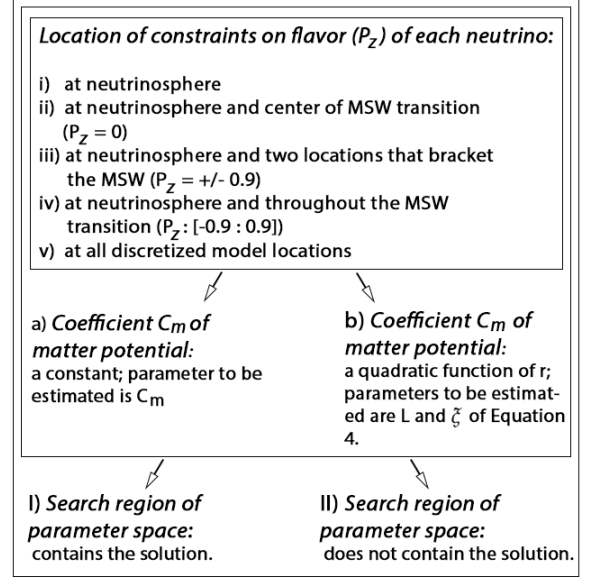 Location of constraints on flavor (Pz) of each neutrino:
i) at neutrinosphere
ii) at neutrinosphere and center of MSW transition
(Pz = 0)
iii) at neutrinosphere and two locations that bracket
the MSW (Pz = +/- 0.9)
iv) at neutrinosphere and throughout the MSW
transition (Pz: [-0.9 : 0.9])
v) at all discretized model locations
a) Coefficient Cm of
matter potential:
a constant; parameter to be
estimated is Cm
b) Coefficient Cm of
matter potential:
a quadratic function of r;
parameters to be estimat-
ed are L and ξ of Equation
4.
I) Search region of
parameter space:
contains the solution.
II) Search region of
parameter space:
does not contain the solution.